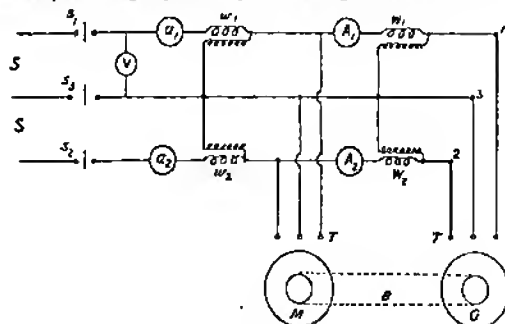 S₁ a₁ w₁ A₁ W₁ 1
S V
S₃ 3
S
S₂ a₂ w₂ A₂ W₂ 2
T T
B
M G